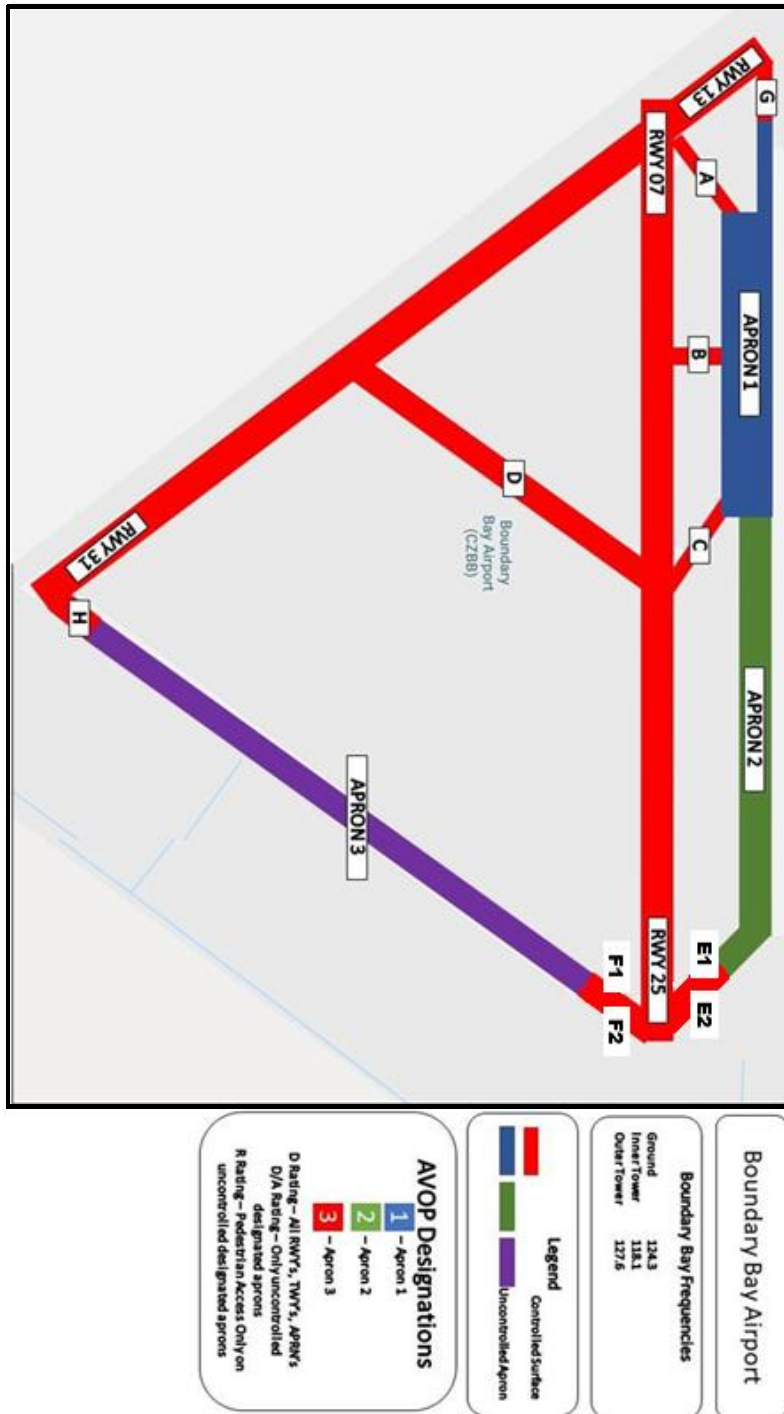 Boundary Bay Airport
Boundary Bay Frequencies
Ground 124.3
Inner Tower 118.1
Outer Tower 127.6
Legend
Controlled Surface
Uncontrolled Apron
AVOP Designations
1 – Apron 1
2 – Apron 2
3 – Apron 3
D Rating – All RWY's, TWY's, APRN's
D/A Rating – Only uncontrolled
designated aprons
R Rating – Pedestrian Access Only on
uncontrolled designated aprons
G
RWY 13
A
RWY 07
APRON 1
B
C
D
Boundary
Bay Airport
(CZBB)
RWY 31
H
APRON 2
APRON 3
E1
E2
RWY 25
F1
F2